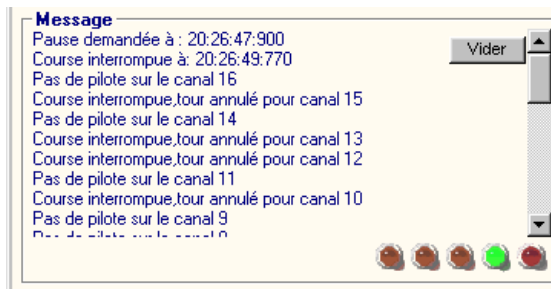 Message
Pause demandée à : 20:26:47:900
Vider
Course interrompue à: 20:26:49:770
Pas de pilote sur le canal 16
Course interrompue,tour annulé pour canal 15
Pas de pilote sur le canal 14
Course interrompue,tour annulé pour canal 13
Course interrompue,tour annulé pour canal 12
Pas de pilote sur le canal 11
Course interrompue,tour annulé pour canal 10
Pas de pilote sur le canal 9